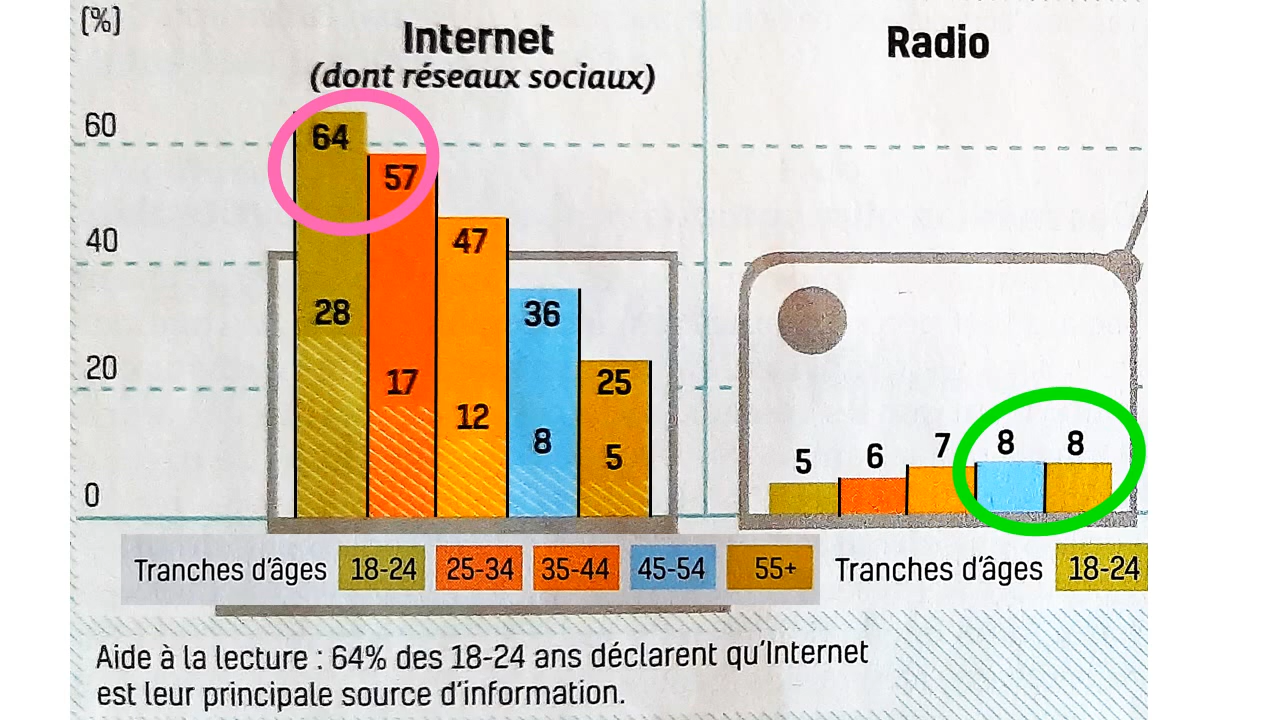 (%)
Internet
(dont réseaux sociaux)
Radio
60
40
20
0
64
57
47
36
25
28
17
12
8
5
5
6
7
8
8
Tranches d'âges 18-24 25-34 35-44 45-54 55+
Tranches d'âges 18-24
Aide à la lecture : 64% des 18-24 ans déclarent qu'Internet
est leur principale source d'information.